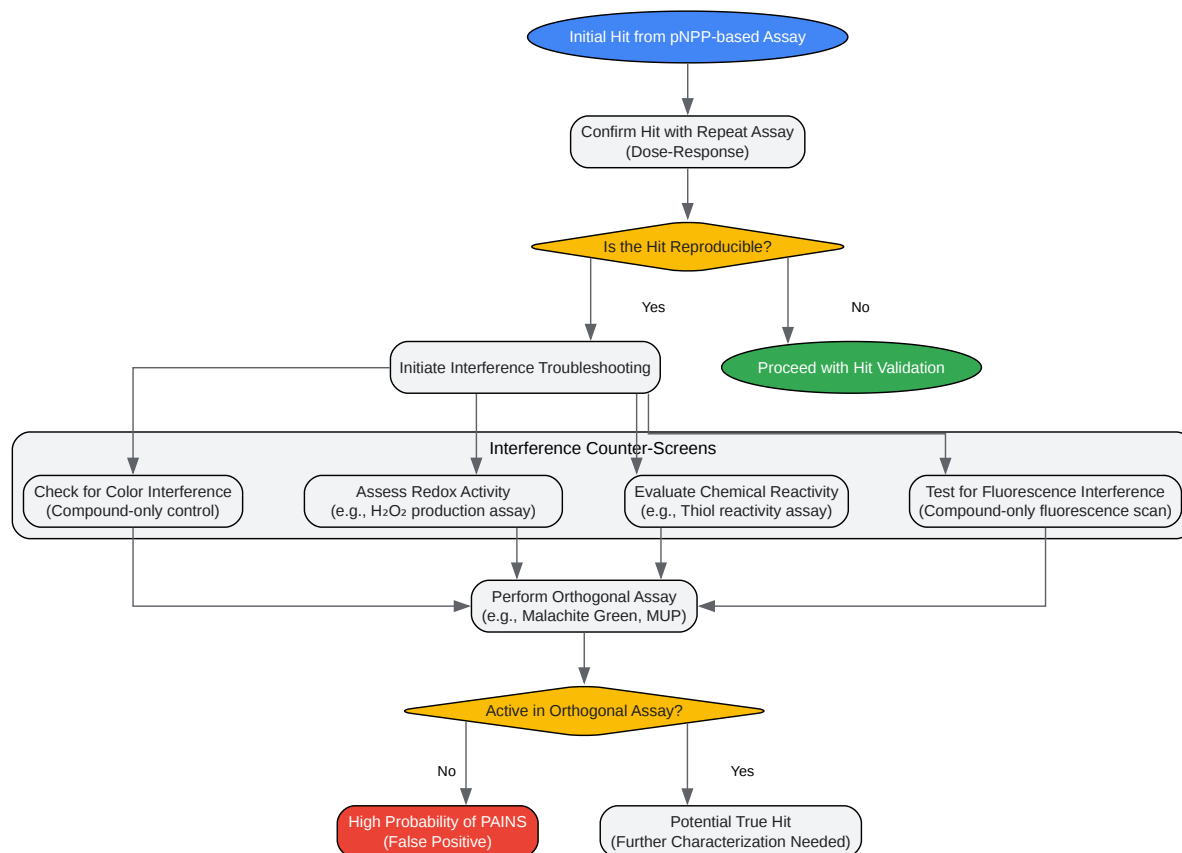 Initial Hit from pNPP-based Assay
Confirm Hit with Repeat Assay
(Dose-Response)
Is the Hit Reproducible?
Yes
No
Initiate Interference Troubleshooting
Proceed with Hit Validation
Interference Counter-Screens
Check for Color Interference
(Compound-only control)
Assess Redox Activity
(e.g., H₂O₂ production assay)
Evaluate Chemical Reactivity
(e.g., Thiol reactivity assay)
Test for Fluorescence Interference
(Compound-only fluorescence scan)
Perform Orthogonal Assay
(e.g., Malachite Green, MUP)
Active in Orthogonal Assay?
No
Yes
High Probability of PAINS
(False Positive)
Potential True Hit
(Further Characterization Needed)